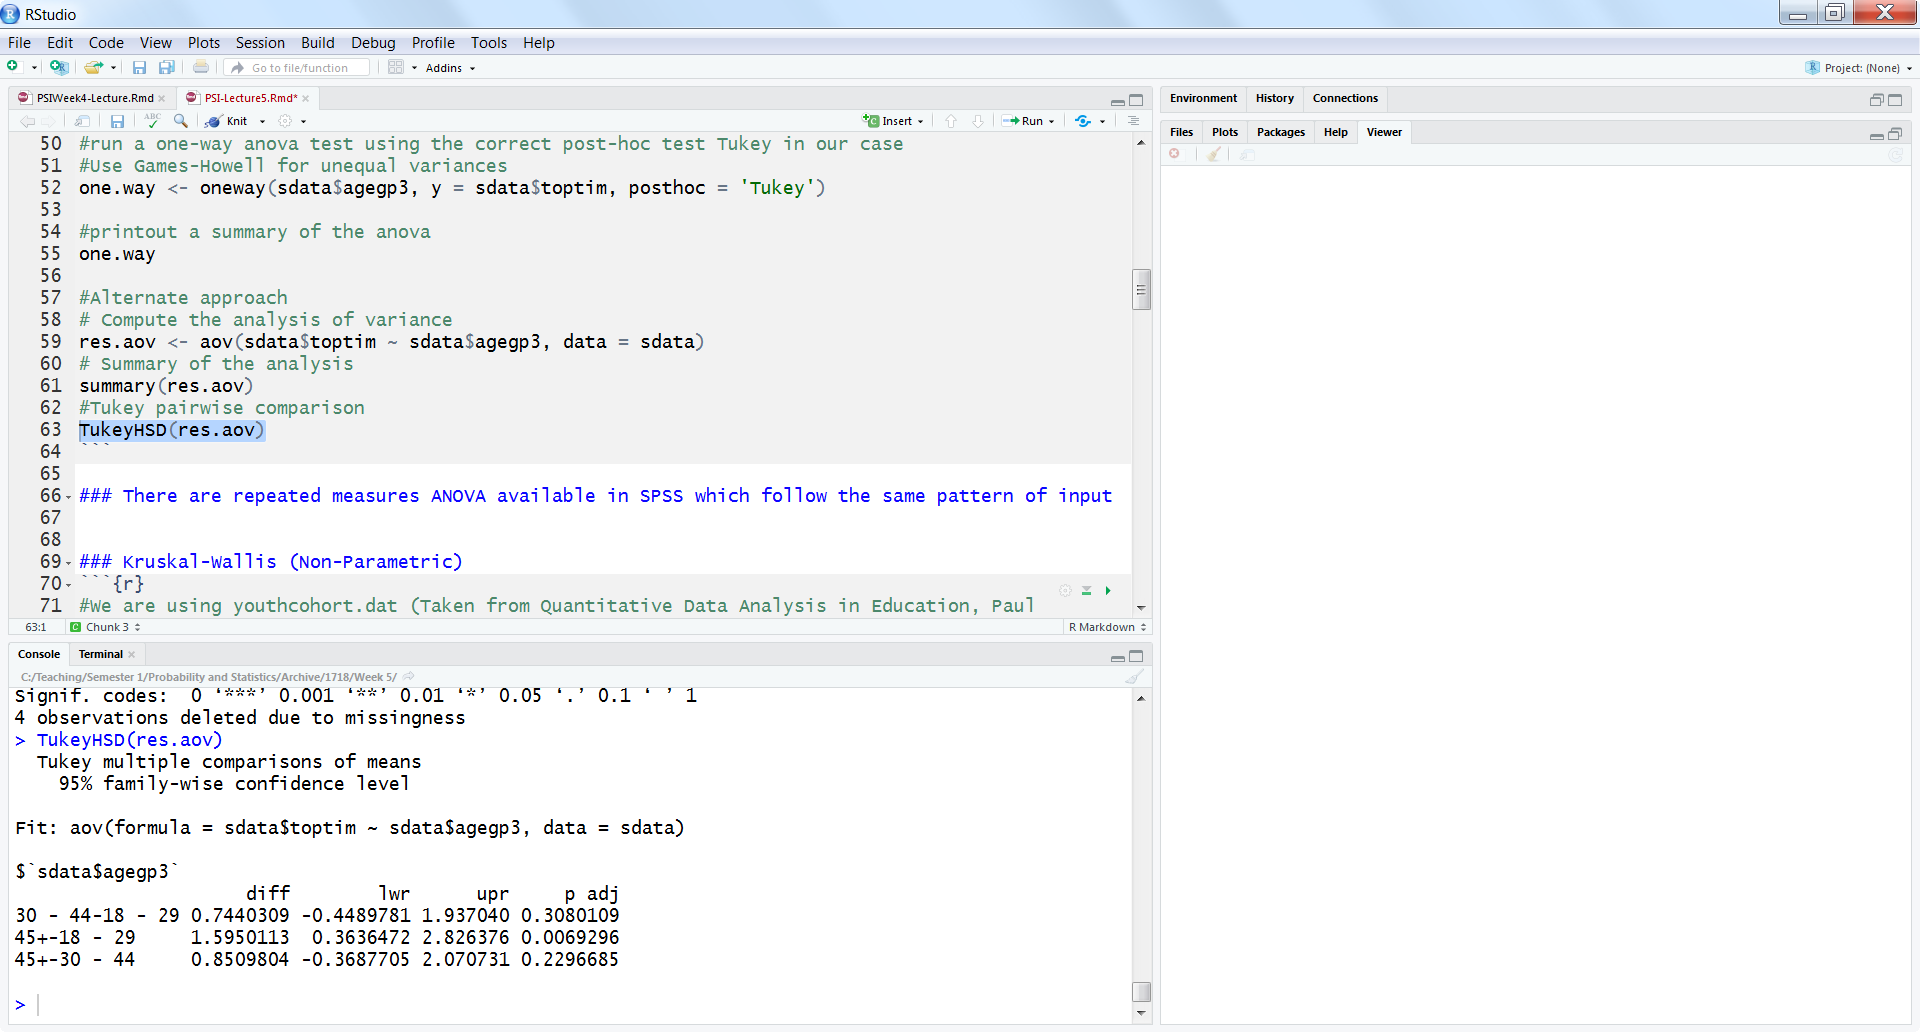 RStudio
File Edit Code View Plots Session Build Debug Profile Tools Help
Go to file/function Addins Project: (None)
PSIWeek4-Lecture.Rmd PSI-Lecture5.Rmd*
ABC Knit Insert Run
50 #run a one-way anova test using the correct post-hoc test Tukey in our case
51 #Use Games-Howell for unequal variances
52 one.way <- oneway(sdata$agegp3, y = sdata$toptim, posthoc = 'Tukey')
53
54 #printout a summary of the anova
55 one.way
56
57 #Alternate approach
58 # Compute the analysis of variance
59 res.aov <- aov(sdata$toptim ~ sdata$agegp3, data = sdata)
60 # Summary of the analysis
61 summary(res.aov)
62 #Tukey pairwise comparison
63 TukeyHSD(res.aov)
64 ```
65
66 ### There are repeated measures ANOVA available in SPSS which follow the same pattern of input
67
68
69 ### Kruskal-Wallis (Non-Parametric)
70 ```{r}
71 #We are using youthcohort.dat (Taken from Quantitative Data Analysis in Education, Paul
63:1 C Chunk 3 R Markdown
Console Terminal
C:/Teaching/Semester 1/Probability and Statistics/Archive/1718/Week 5/
Signif. codes:  0 ‘***’ 0.001 ‘**’ 0.01 ‘*’ 0.05 ‘.’ 0.1 ‘ ’ 1
4 observations deleted due to missingness
> TukeyHSD(res.aov)
Tukey multiple comparisons of means
95% family-wise confidence level
Fit: aov(formula = sdata$toptim ~ sdata$agegp3, data = sdata)
$`sdata$agegp3`
diff lwr upr p adj
30 - 44-18 - 29 0.7440309 -0.4489781 1.937040 0.3080109
45+-18 - 29 1.5950113 0.3636472 2.826376 0.0069296
45+-30 - 44 0.8509804 -0.3687705 2.070731 0.2296685
>
Environment History Connections
Files Plots Packages Help Viewer